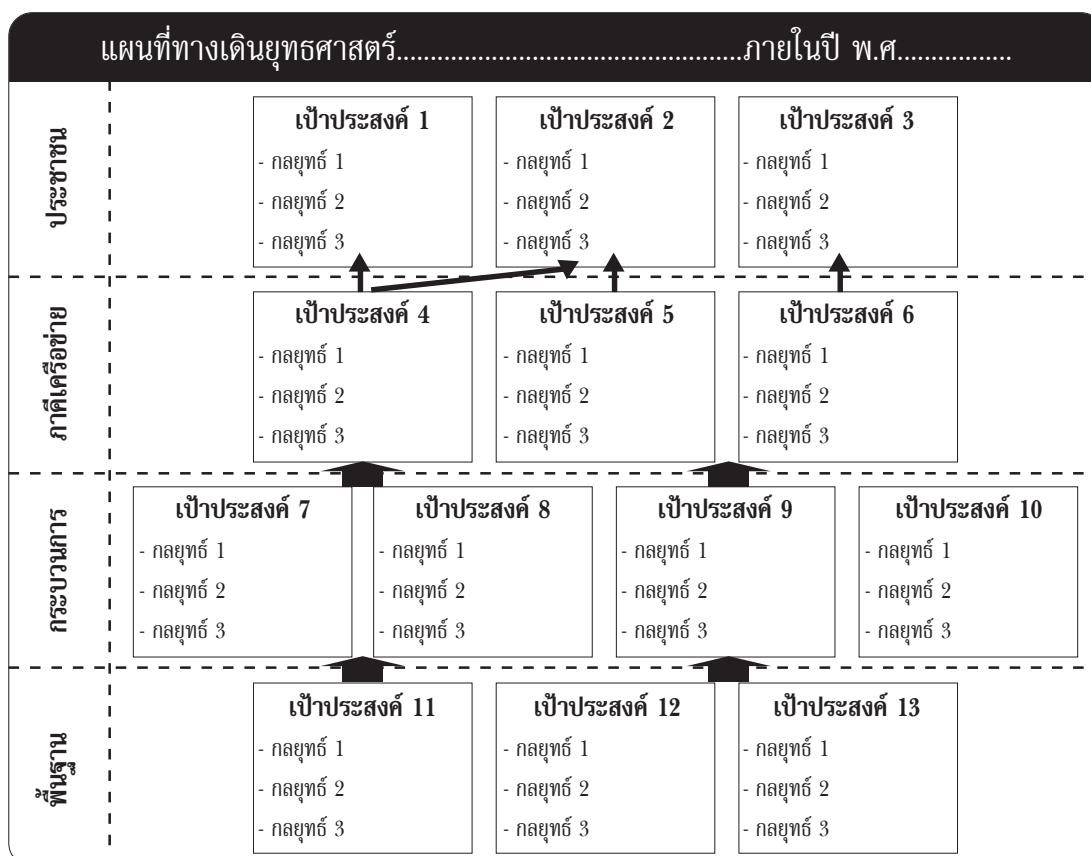 แผนที่ทางเดินยุทธศาสตร์................................................ภายในปี พ.ศ................
ประชาชน
เป้าประสงค์ 1
- กลยุทธ์ 1
- กลยุทธ์ 2
- กลยุทธ์ 3
เป้าประสงค์ 2
- กลยุทธ์ 1
- กลยุทธ์ 2
- กลยุทธ์ 3
เป้าประสงค์ 3
- กลยุทธ์ 1
- กลยุทธ์ 2
- กลยุทธ์ 3
ภาคีเครือข่าย
เป้าประสงค์ 4
- กลยุทธ์ 1
- กลยุทธ์ 2
- กลยุทธ์ 3
เป้าประสงค์ 5
- กลยุทธ์ 1
- กลยุทธ์ 2
- กลยุทธ์ 3
เป้าประสงค์ 6
- กลยุทธ์ 1
- กลยุทธ์ 2
- กลยุทธ์ 3
กระบวนการ
เป้าประสงค์ 7
- กลยุทธ์ 1
- กลยุทธ์ 2
- กลยุทธ์ 3
เป้าประสงค์ 8
- กลยุทธ์ 1
- กลยุทธ์ 2
- กลยุทธ์ 3
เป้าประสงค์ 9
- กลยุทธ์ 1
- กลยุทธ์ 2
- กลยุทธ์ 3
เป้าประสงค์ 10
- กลยุทธ์ 1
- กลยุทธ์ 2
- กลยุทธ์ 3
พื้นฐาน
เป้าประสงค์ 11
- กลยุทธ์ 1
- กลยุทธ์ 2
- กลยุทธ์ 3
เป้าประสงค์ 12
- กลยุทธ์ 1
- กลยุทธ์ 2
- กลยุทธ์ 3
เป้าประสงค์ 13
- กลยุทธ์ 1
- กลยุทธ์ 2
- กลยุทธ์ 3